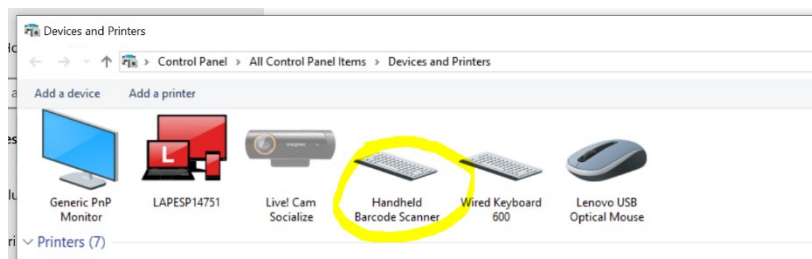 Devices and Printers
Control Panel > All Control Panel Items > Devices and Printers
Add a device Add a printer
L
Generic PnP Monitor
LAPESP14751
Live! Cam Socialize
Handheld Barcode Scanner
Wired Keyboard 600
Lenovo USB Optical Mouse
Printers (7)